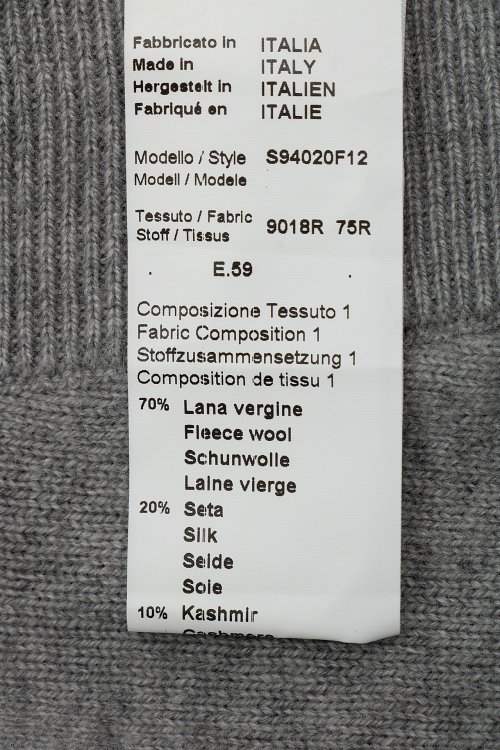 Fabbricato in ITALIA
Made in ITALY
Hergestelt in ITALIEN
Fabriqué en ITALIE
Modello / Style S94020F12
Modell / Modele
Tessuto / Fabric 9018R 75R
Stoff / Tissus
. E.59 .
Composizione Tessuto 1
Fabric Composition 1
Stoffzusammensetzung 1
Composition de tissu 1
70% Lana vergine
Fleece wool
Schunwolle
Laine vierge
20% Seta
Silk
Seide
Soie
10% Kashmir
Cashmere